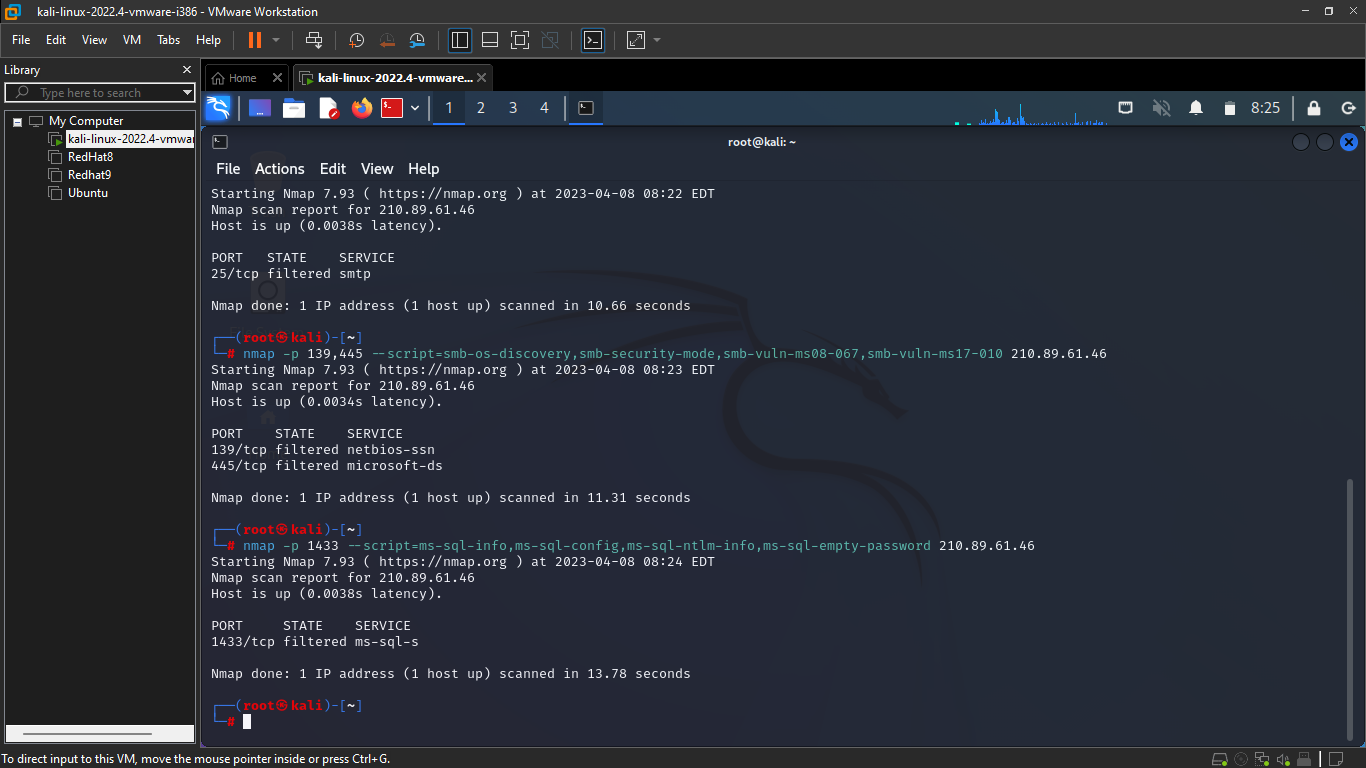 kali-linux-2022.4-vmware-i386 - VMware Workstation
File Edit View VM Tabs Help
Library
Type here to search
My Computer
kali-linux-2022.4-vmwar
RedHat8
Redhat9
Ubuntu
Home
kali-linux-2022.4-vmware...
1 2 3 4
8:25
root@kali: ~
File Actions Edit View Help
Starting Nmap 7.93 ( https://nmap.org ) at 2023-04-08 08:22 EDT
Nmap scan report for 210.89.61.46
Host is up (0.0038s latency).
PORT STATE SERVICE
25/tcp filtered smtp
Nmap done: 1 IP address (1 host up) scanned in 10.66 seconds
┌──(root㉿kali)-[~]
└─# nmap -p 139,445 --script=smb-os-discovery,smb-security-mode,smb-vuln-ms08-067,smb-vuln-ms17-010 210.89.61.46
Starting Nmap 7.93 ( https://nmap.org ) at 2023-04-08 08:23 EDT
Nmap scan report for 210.89.61.46
Host is up (0.0034s latency).
PORT STATE SERVICE
139/tcp filtered netbios-ssn
445/tcp filtered microsoft-ds
Nmap done: 1 IP address (1 host up) scanned in 11.31 seconds
┌──(root㉿kali)-[~]
└─# nmap -p 1433 --script=ms-sql-info,ms-sql-config,ms-sql-ntlm-info,ms-sql-empty-password 210.89.61.46
Starting Nmap 7.93 ( https://nmap.org ) at 2023-04-08 08:24 EDT
Nmap scan report for 210.89.61.46
Host is up (0.0038s latency).
PORT STATE SERVICE
1433/tcp filtered ms-sql-s
Nmap done: 1 IP address (1 host up) scanned in 13.78 seconds
┌──(root㉿kali)-[~]
└─#
To direct input to this VM, move the mouse pointer inside or press Ctrl+G.